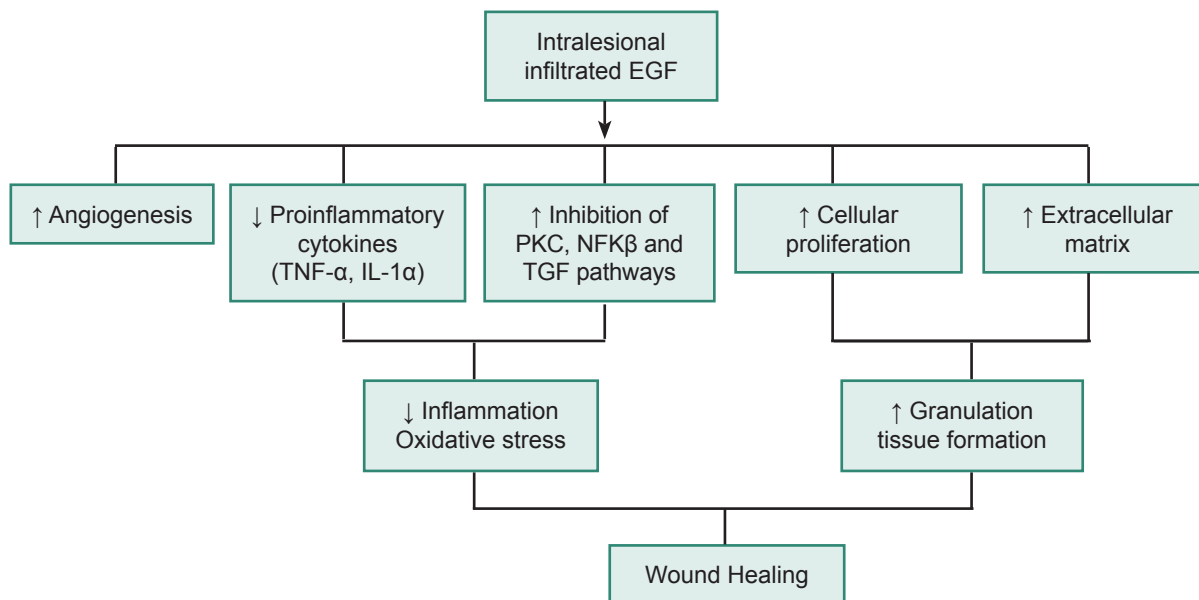 Intralesional
infiltrated EGF
↑ Angiogenesis
↓ Proinflammatory
cytokines
(TNF-α, IL-1α)
↑ Inhibition of
PKC, NFKβ and
TGF pathways
↑ Cellular
proliferation
↑ Extracellular
matrix
↓ Inflammation
Oxidative stress
↑ Granulation
tissue formation
Wound Healing